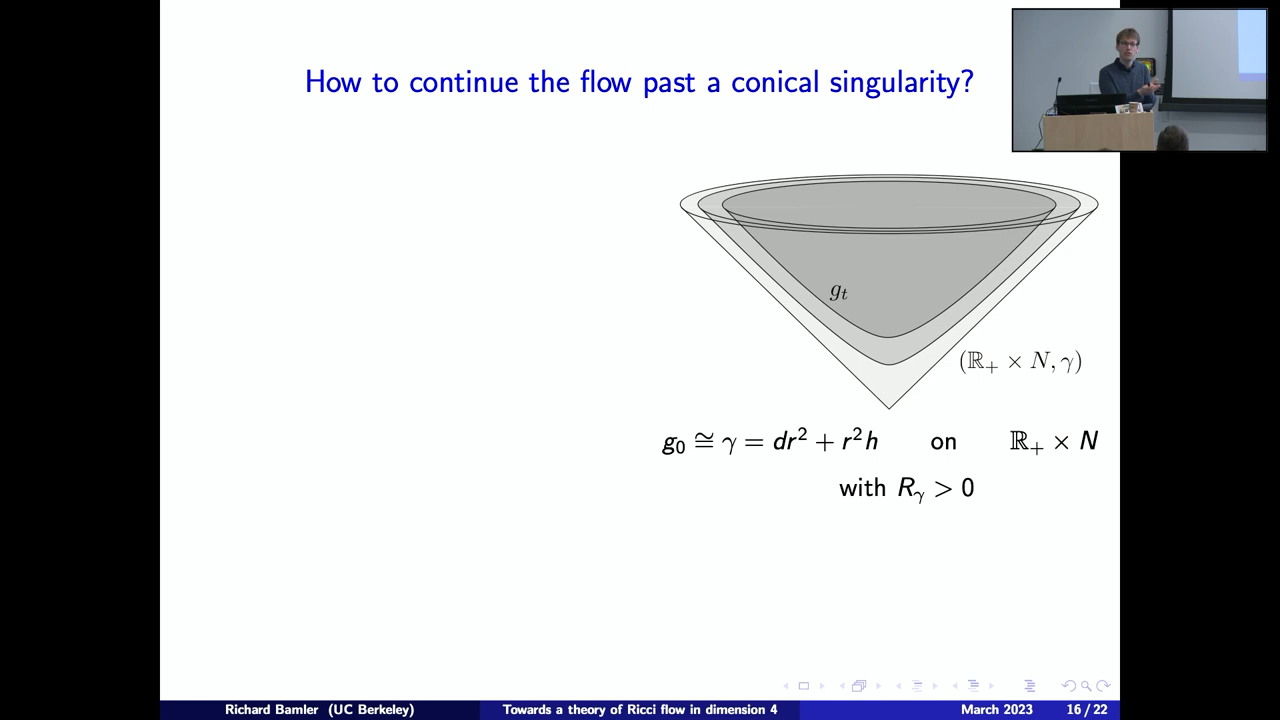 How to continue the flow past a conical singularity?
g_t
(ℝ₊ × N, γ)
g₀ ≅ γ = dr² + r²h on ℝ₊ × N
with R_γ > 0
Richard Bamler (UC Berkeley) Towards a theory of Ricci flow in dimension 4 March 2023 16 / 22